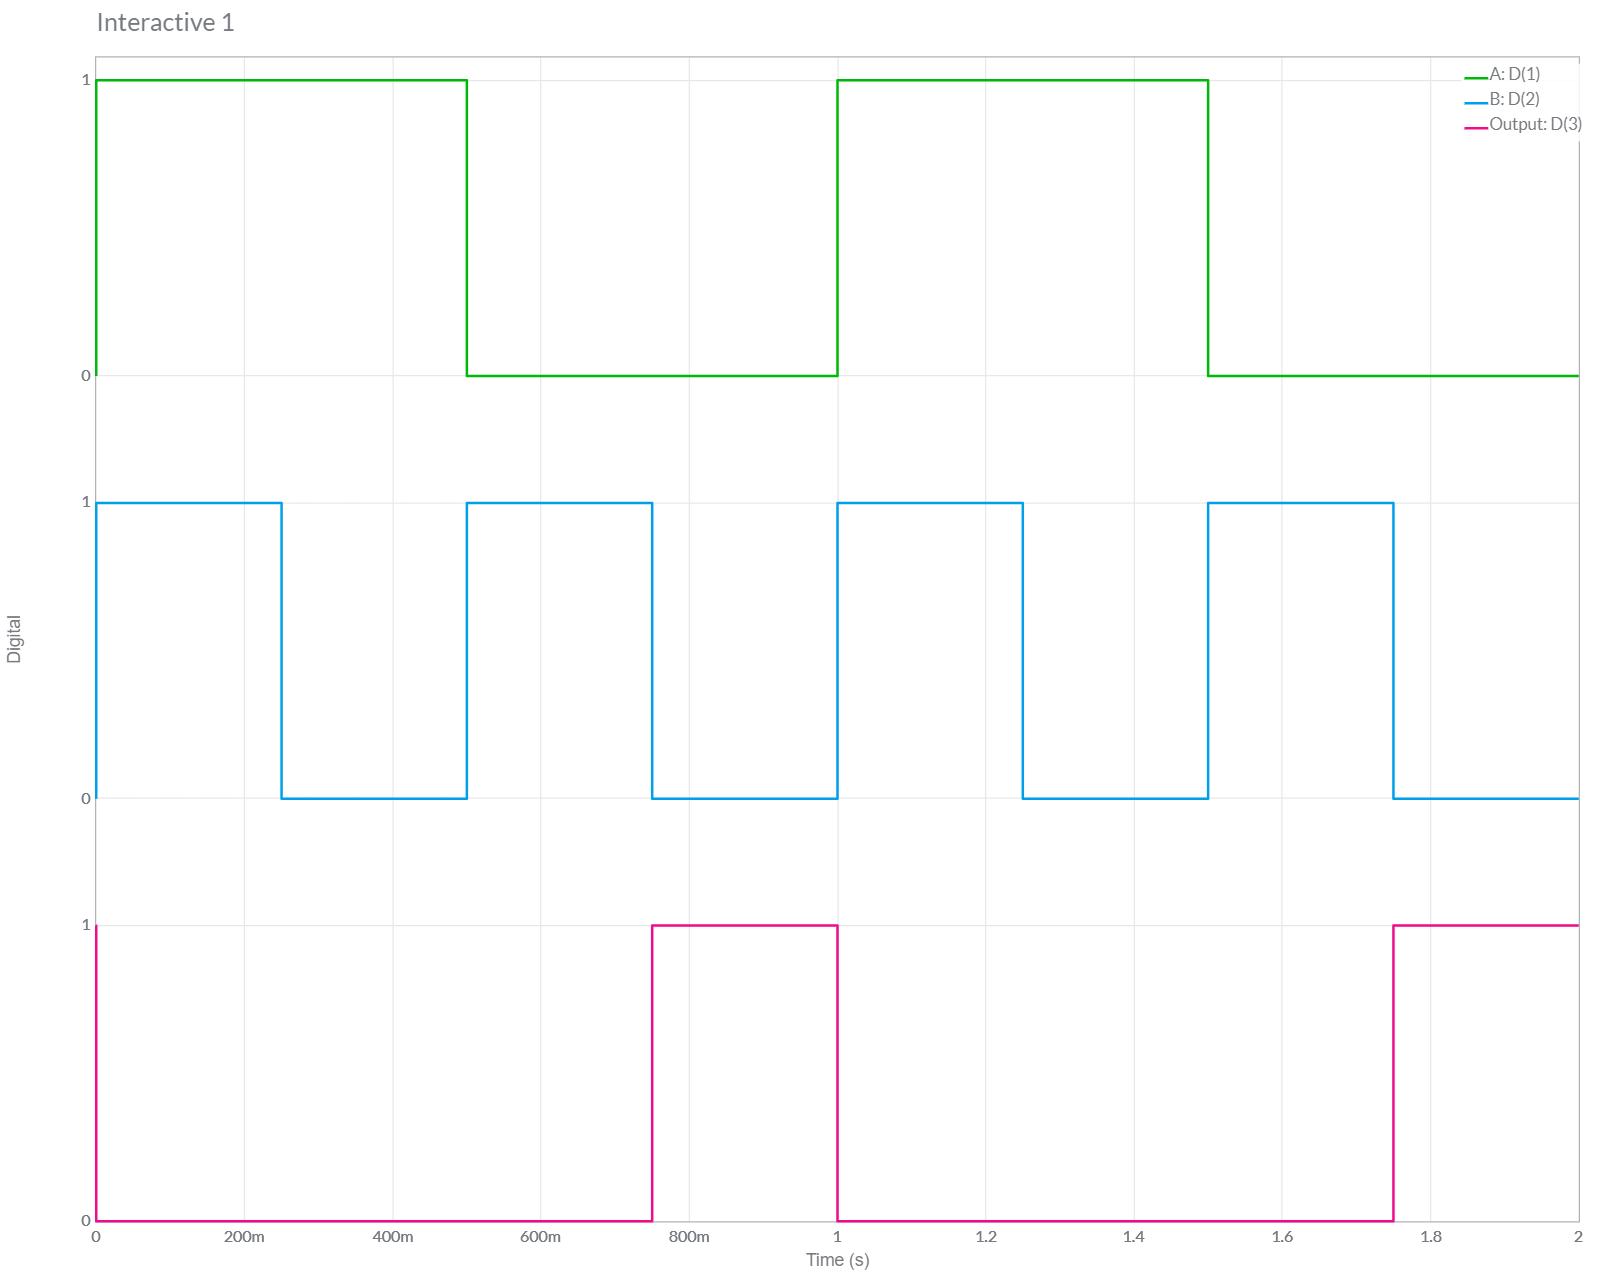 Interactive 1
A: D(1)
B: D(2)
Output: D(3)
1
0
1
0
1
0
Digital
0 200m 400m 600m 800m 1 1.2 1.4 1.6 1.8 2
Time (s)